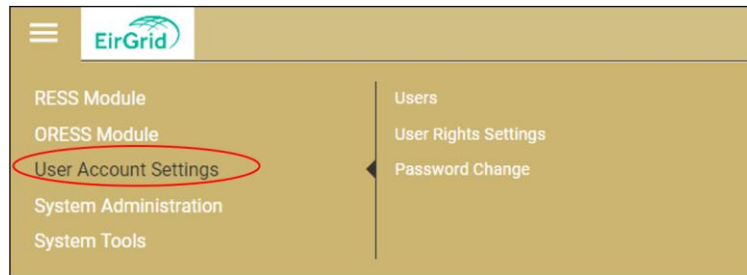 EirGrid
RESS Module
ORESS Module
User Account Settings
System Administration
System Tools
Users
User Rights Settings
Password Change